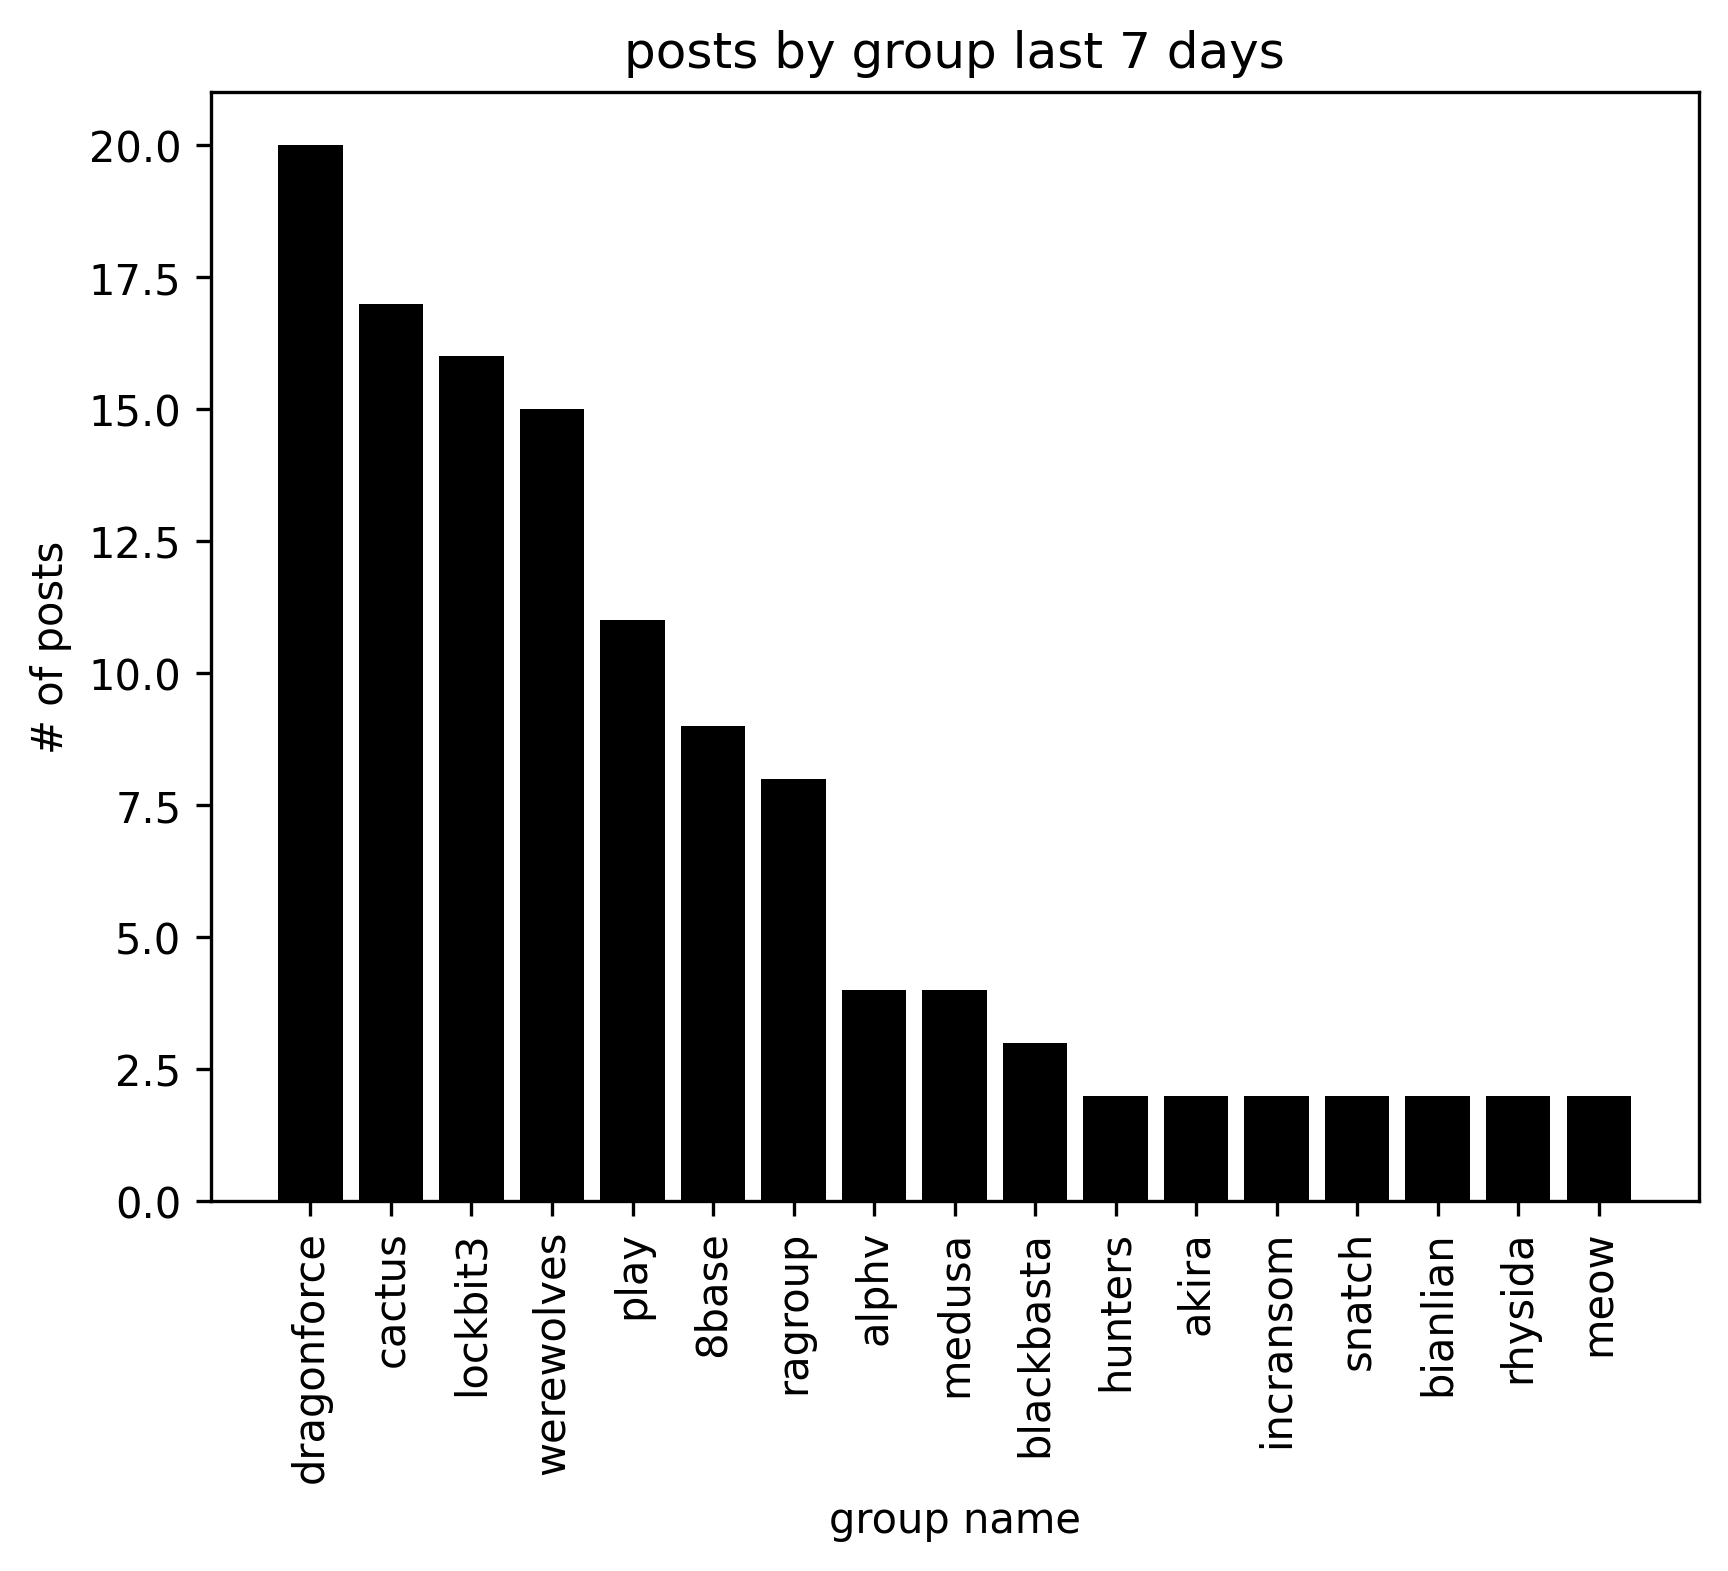 posts by group last 7 days
# of posts
20.0
17.5
15.0
12.5
10.0
7.5
5.0
2.5
0.0
dragonforce
cactus
lockbit3
werewolves
play
8base
ragroup
alphv
medusa
blackbasta
hunters
akira
incransom
snatch
bianlian
rhysida
meow
group name